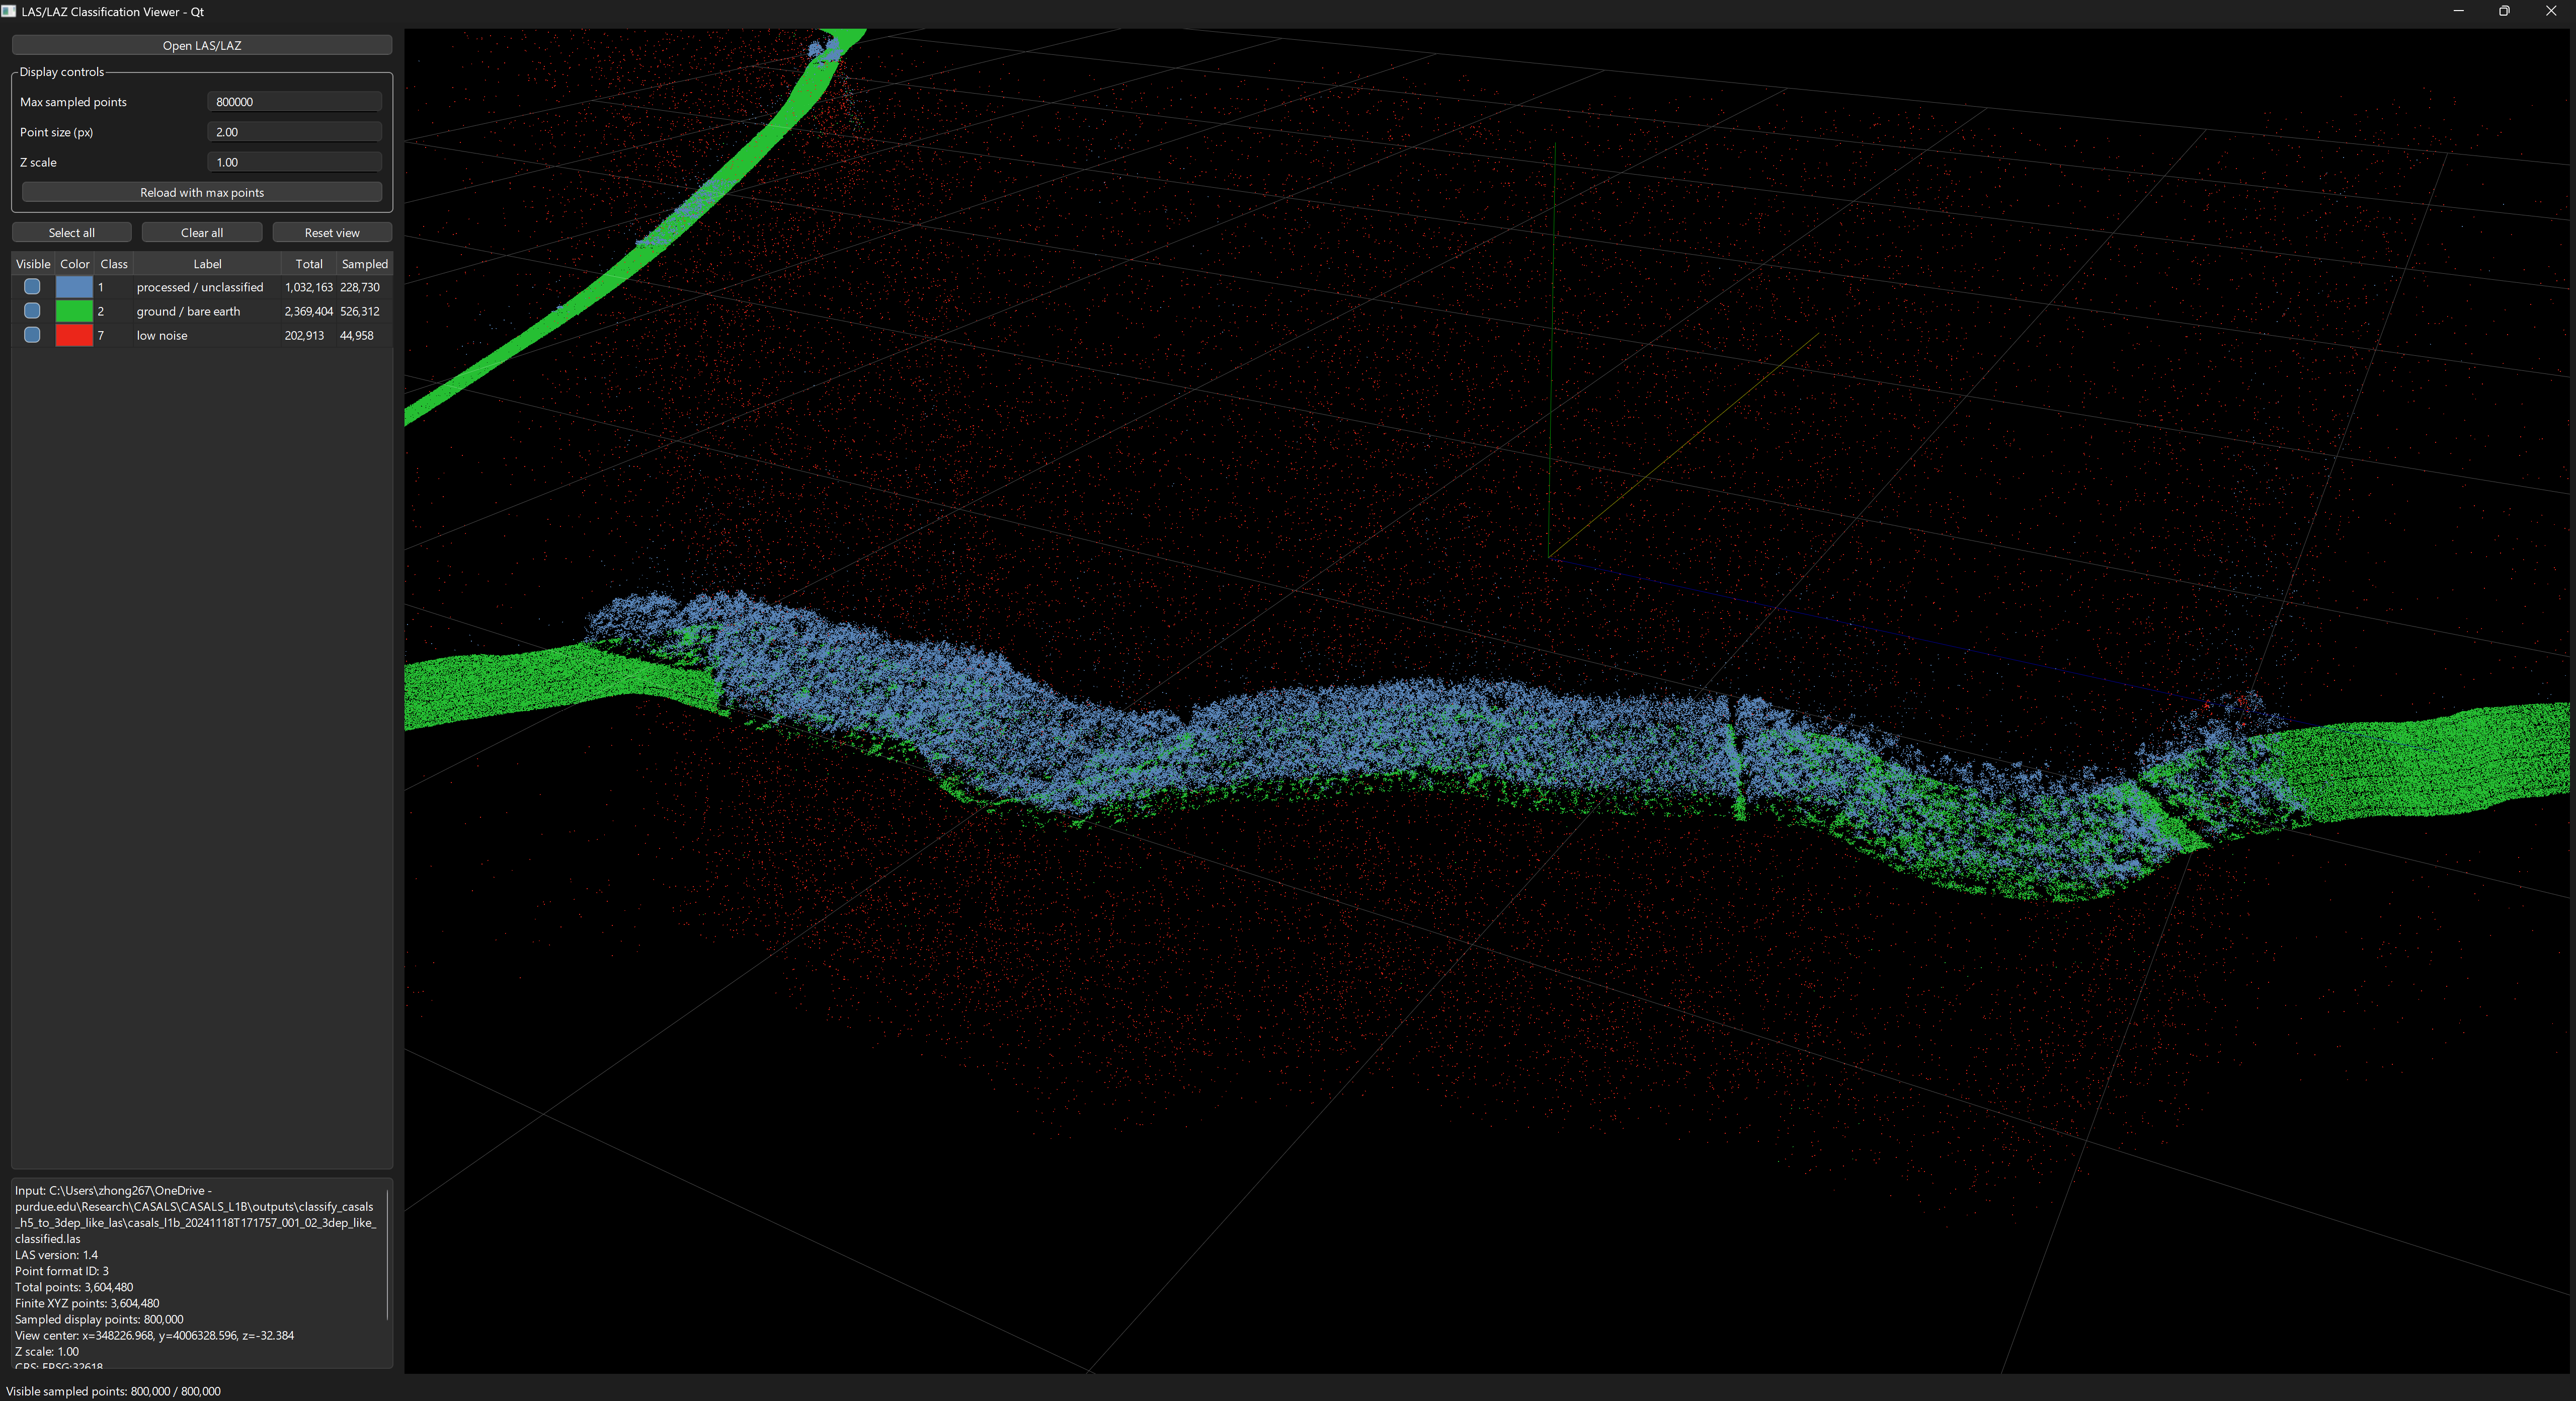 LAS/LAZ Classification Viewer - Qt
Open LAS/LAZ
Display controls
Max sampled points 800000
Point size (px) 2.00
Z scale 1.00
Reload with max points
Select all Clear all Reset view
Visible Color Class Label Total Sampled
1 processed / unclassified 1,032,163 228,730
2 ground / bare earth 2,369,404 526,312
7 low noise 202,913 44,958
Input: C:\Users\zhong267\OneDrive -
purdue.edu\Research\CASALS\CASALS_L1B\outputs\classify_casals
_h5_to_3dep_like_las\casals_l1b_20241118T171757_001_02_3dep_like_
classified.las
LAS version: 1.4
Point format ID: 3
Total points: 3,604,480
Finite XYZ points: 3,604,480
Sampled display points: 800,000
View center: x=348226.968, y=4006328.596, z=-32.384
Z scale: 1.00
CRS: EPSG:32618
Visible sampled points: 800,000 / 800,000